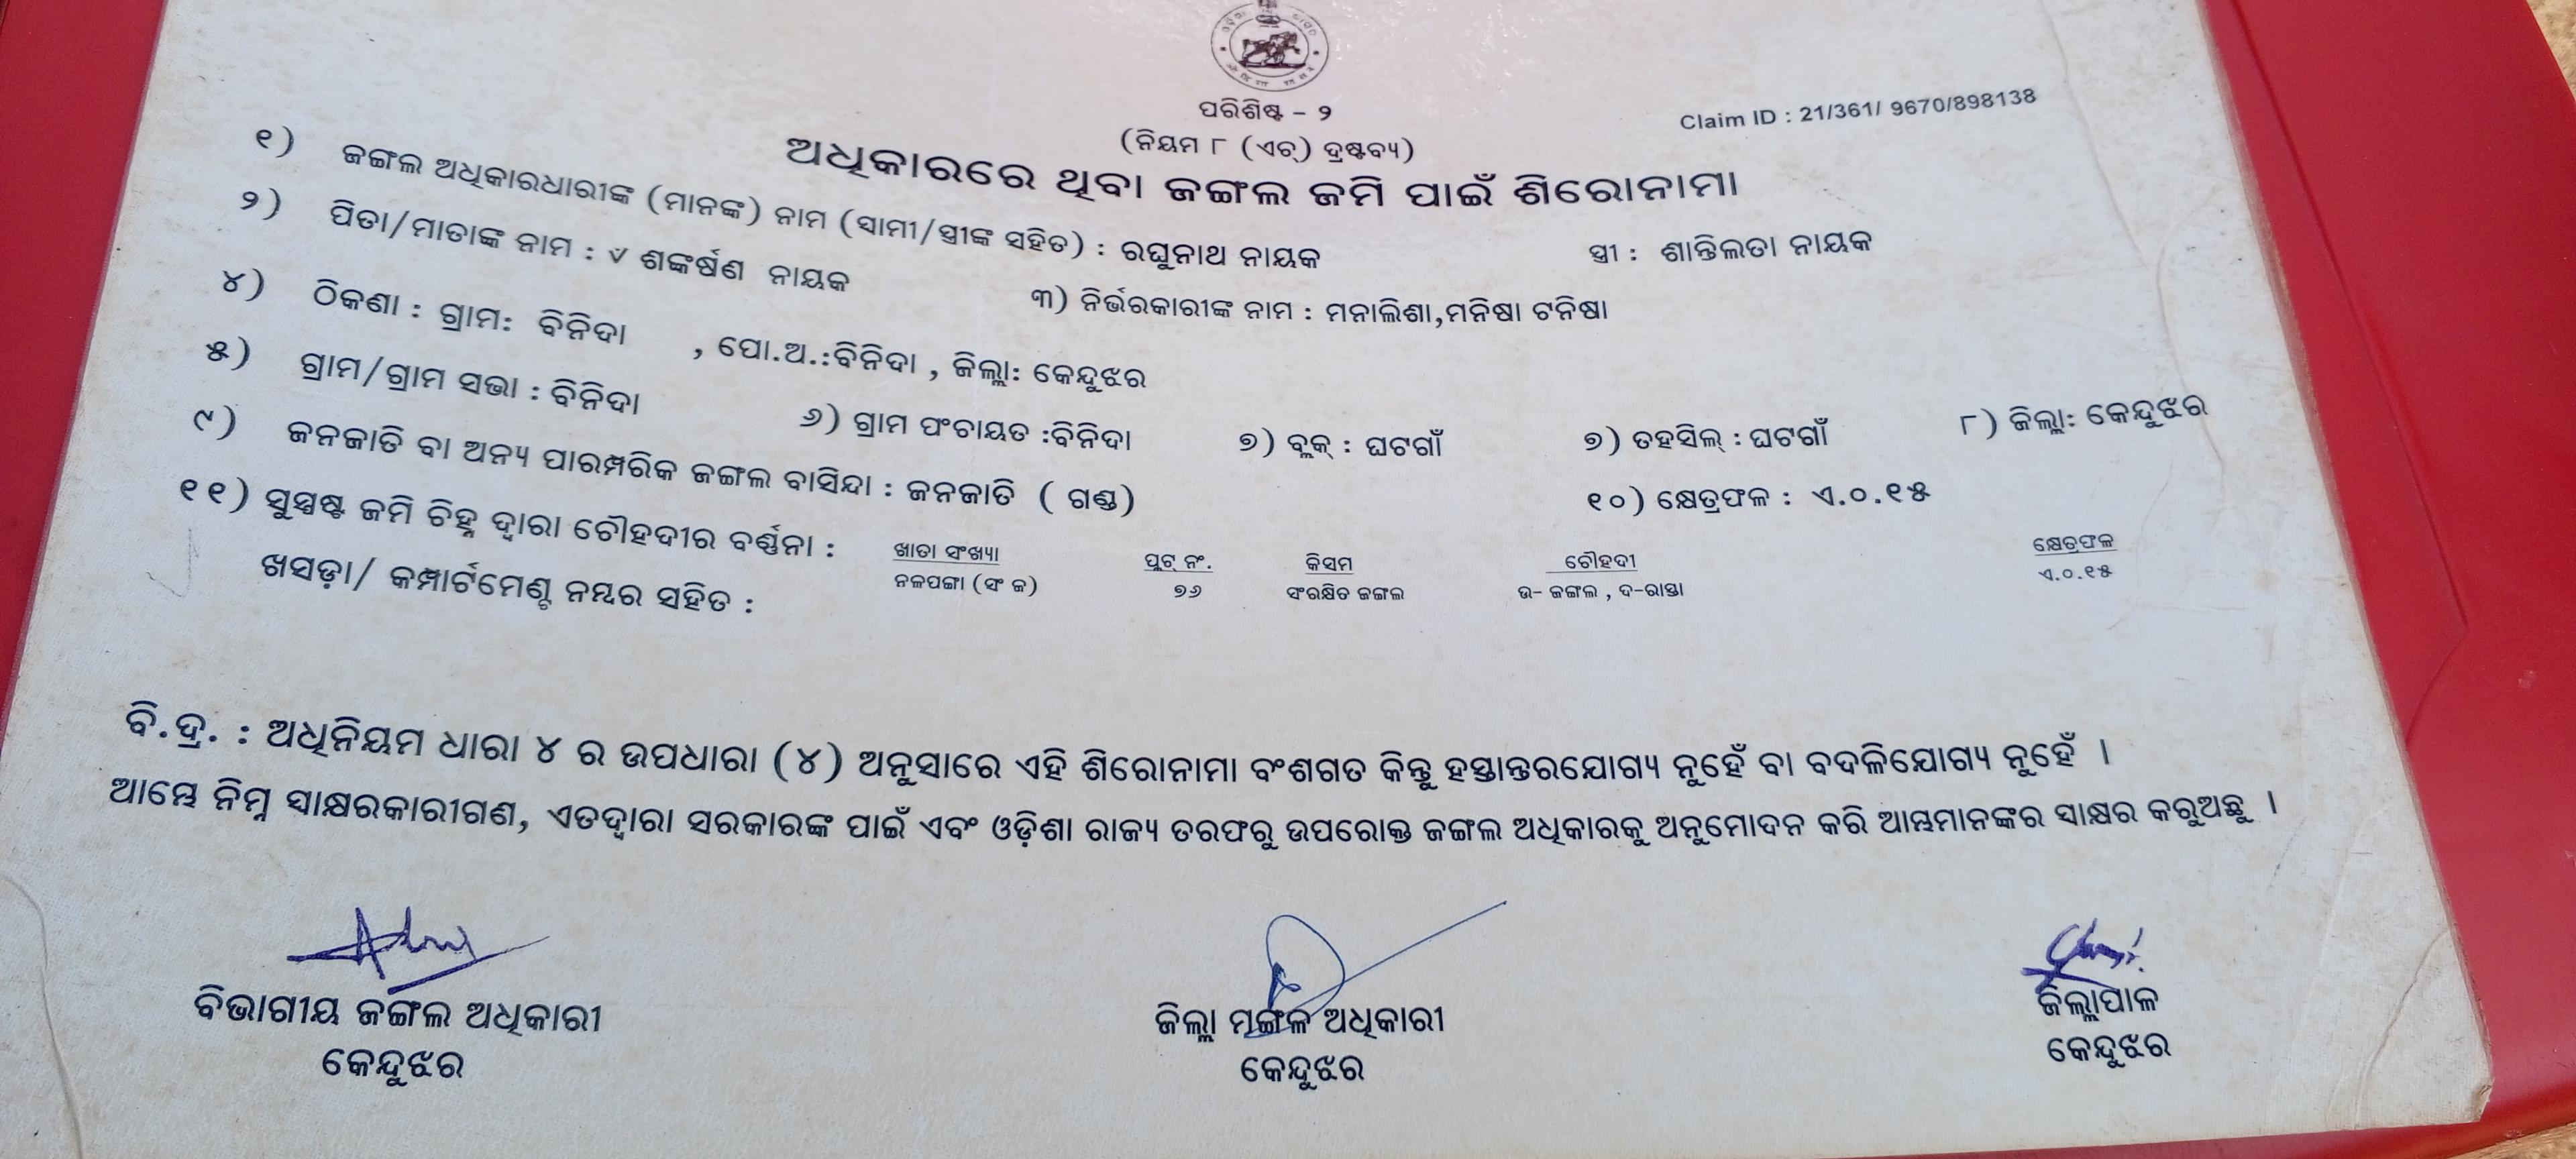 ପରିଶିଷ୍ଟ - ୨
Claim ID : 21/361/ 9670/898138
(ନିୟମ ୮ (ଏଚ୍) ଦ୍ରଷ୍ଟବ୍ୟ)
ଅଧିକାରରେ ଥିବା ଜଙ୍ଗଲ ଜମି ପାଇଁ ଶିରୋନାମା
୧) ଜଙ୍ଗଲ ଅଧିକାରଧାରୀଙ୍କ (ମାନଙ୍କ) ନାମ (ସ୍ୱାମୀ/ସ୍ତ୍ରୀଙ୍କ ସହିତ) : ରଘୁନାଥ ନାୟକ ସ୍ତ୍ରୀ : ଶାନ୍ତିଲତା ନାୟକ
୨) ପିତା/ମାତାଙ୍କ ନାମ : ଏ ଶଙ୍କର୍ଷଣ ନାୟକ ୩) ନିର୍ଭରକାରୀଙ୍କ ନାମ : ମନାଲିଶା,ମନିଷା ଟନିଷା
୪) ଠିକଣା : ଗ୍ରାମ: ବିନିଦା , ପୋ.ଅ.:ବିନିଦା , ଜିଲ୍ଲା: କେନ୍ଦୁଝର
୫) ଗ୍ରାମ/ଗ୍ରାମ ସଭା : ବିନିଦା ୬) ଗ୍ରାମ ପଂଚାୟତ :ବିନିଦା ୭) ବ୍ଲକ୍ : ଘଟଗାଁ ୭) ତହସିଲ୍ : ଘଟଗାଁ ୮) ଜିଲ୍ଲା: କେନ୍ଦୁଝର
୯) ଜନଜାତି ବା ଅନ୍ୟ ପାରମ୍ପରିକ ଜଙ୍ଗଲ ବାସିନ୍ଦା : ଜନଜାତି ( ଗଣ୍ଡ) ୧୦) କ୍ଷେତ୍ରଫଳ : ଏ.୦.୧୫
୧୧) ସୁସ୍ପଷ୍ଟ ଜମି ଚିହ୍ନ ଦ୍ୱାରା ଚୌହଦୀର ବର୍ଣ୍ଣନା : ଖାତା ସଂଖ୍ୟା ପ୍ଲଟ୍ ନଂ. କିସମ ଚୌହଦୀ କ୍ଷେତ୍ରଫଳ
ଖସଡ଼ା/ କମ୍ପାର୍ଟମେଣ୍ଟ ନମ୍ବର ସହିତ : ନଳପଙ୍ଗା (ସଂ ଜ) ୭୬ ସଂରକ୍ଷିତ ଜଙ୍ଗଲ ଉ- ଜଙ୍ଗଲ , ଦ-ରାସ୍ତା ଏ.୦.୧୫
ବି.ଦ୍ର. : ଅଧିନିୟମ ଧାରା ୪ ର ଉପଧାରା (୪) ଅନୁସାରେ ଏହି ଶିରୋନାମା ବଂଶଗତ କିନ୍ତୁ ହସ୍ତାନ୍ତରଯୋଗ୍ୟ ନୁହେଁ ବା ବଦଳିଯୋଗ୍ୟ ନୁହେଁ ।
ଆମ୍ଭେ ନିମ୍ନ ସ୍ୱାକ୍ଷରକାରୀଗଣ, ଏତଦ୍ୱାରା ସରକାରଙ୍କ ପାଇଁ ଏବଂ ଓଡ଼ିଶା ରାଜ୍ୟ ତରଫରୁ ଉପରୋକ୍ତ ଜଙ୍ଗଲ ଅଧିକାରକୁ ଅନୁମୋଦନ କରି ଆମ୍ଭମାନଙ୍କର ସ୍ୱାକ୍ଷର କରୁଅଛୁ ।
ବିଭାଗୀୟ ଜଙ୍ଗଲ ଅଧିକାରୀ ଜିଲ୍ଲା ମଙ୍ଗଳ ଅଧିକାରୀ ଜିଲ୍ଲାପାଳ
କେନ୍ଦୁଝର କେନ୍ଦୁଝର କେନ୍ଦୁଝର